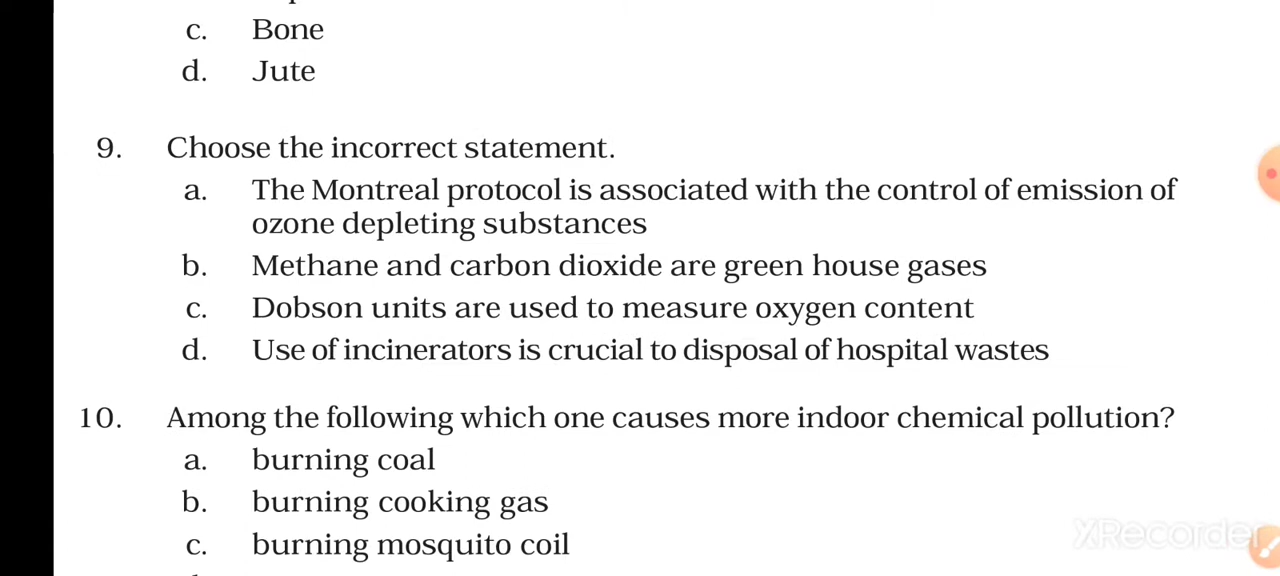 c. Bone
d. Jute
9. Choose the incorrect statement.
a. The Montreal protocol is associated with the control of emission of
ozone depleting substances
b. Methane and carbon dioxide are green house gases
c. Dobson units are used to measure oxygen content
d. Use of incinerators is crucial to disposal of hospital wastes
10. Among the following which one causes more indoor chemical pollution?
a. burning coal
b. burning cooking gas
c. burning mosquito coil
XRecorder